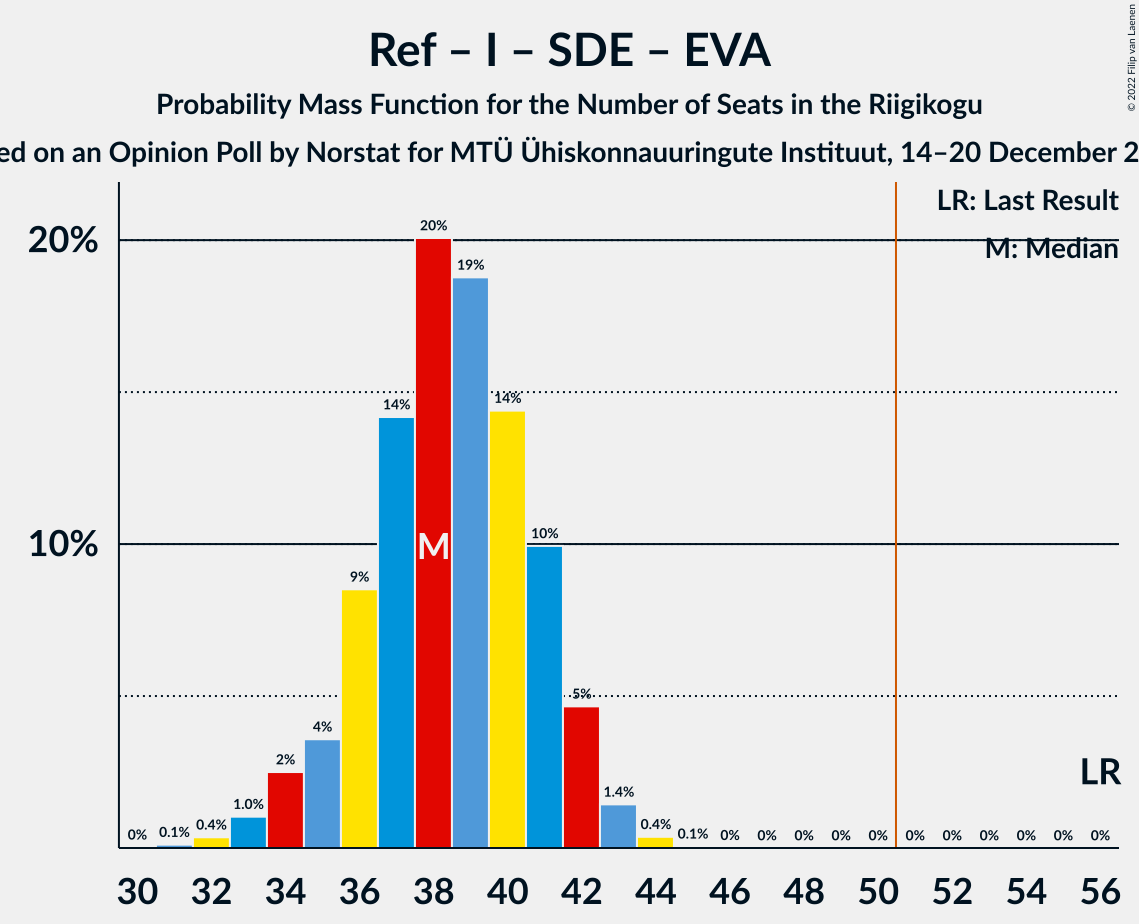 Ref – I – SDE – EVA
Probability Mass Function for the Number of Seats in the Riigikogu
ed on an Opinion Poll by Norstat for MTÜ Ühiskonnauuringute Instituut, 14–20 December 2
© 2022 Filip van Laenen
LR: Last Result
M: Median
20%
10%
0% 0.1% 0.4% 1.0% 2% 4% 9% 14% 20% 19% 14% 10% 5% 1.4% 0.4% 0.1% 0% 0% 0% 0% 0% 0% 0% 0% 0% 0% 0%
M
LR
30 32 34 36 38 40 42 44 46 48 50 52 54 56